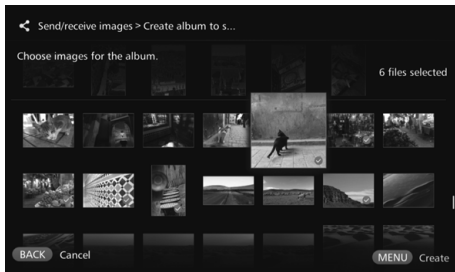 Send/receive images > Create album to s...
Choose images for the album.
6 files selected
BACK Cancel
MENU Create